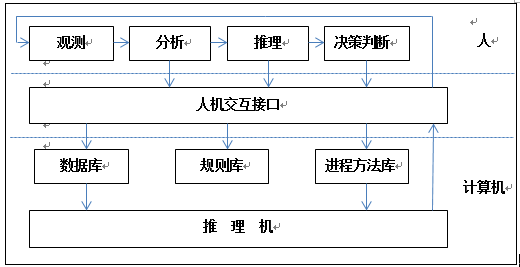 观测 分析 推理 决策判断 人
人机交互接口
数据库 规则库 进程方法库
计算机
推 理 机